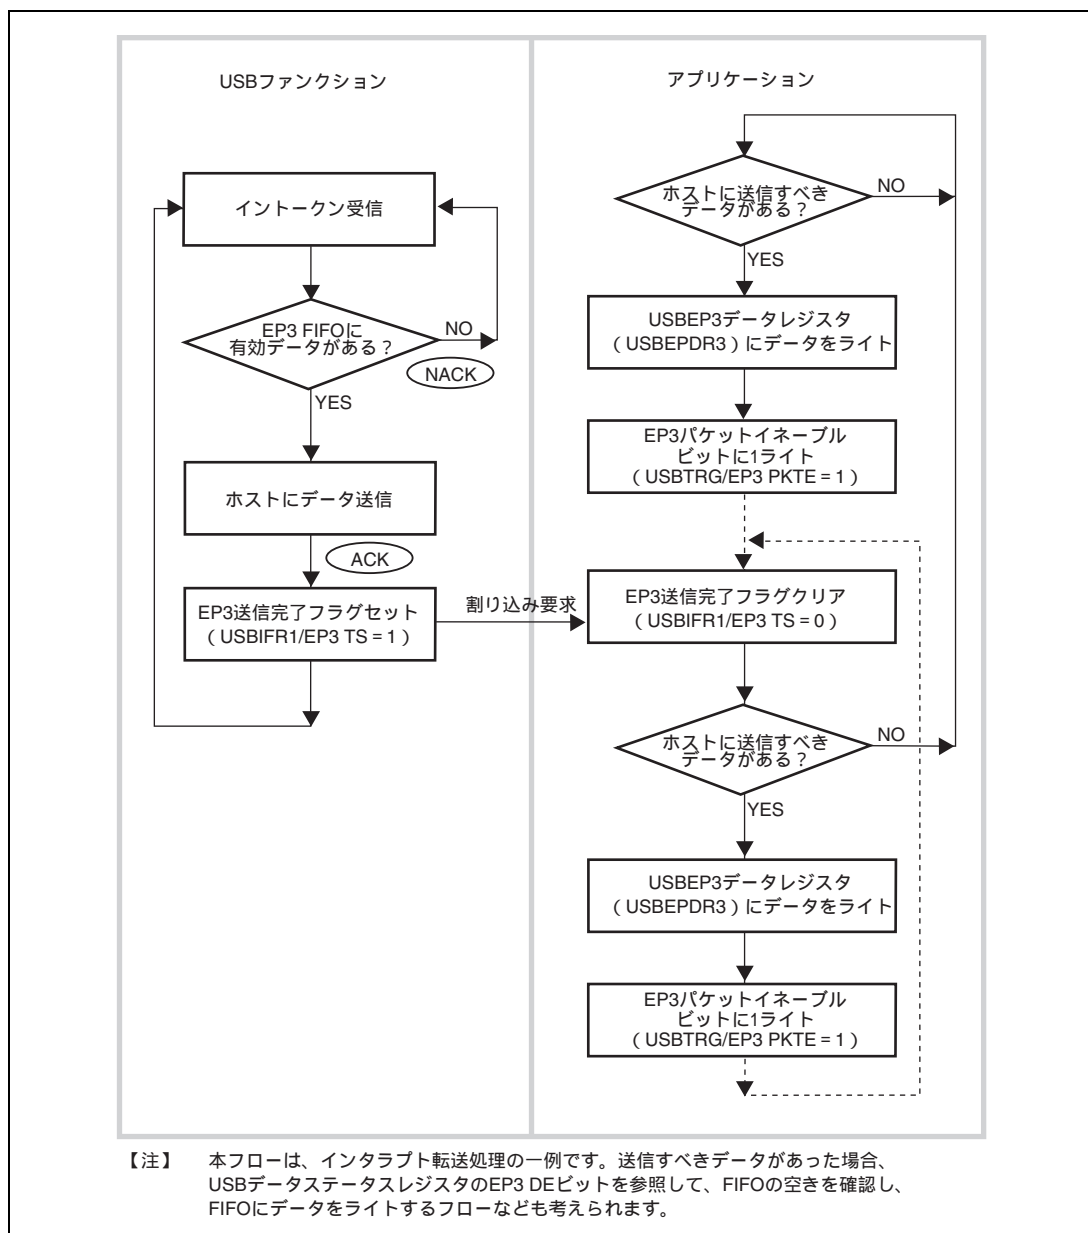 USBファンクション
イントークン受信
EP3 FIFOに
有効データがある?
NO
NACK
YES
ホストにデータ送信
ACK
EP3送信完了フラグセット
(USBIFR1/EP3 TS = 1)
割り込み要求
アプリケーション
ホストに送信すべき
データがある?
NO
YES
USBEP3データレジスタ
(USBEPDR3)にデータをライト
EP3パケットイネーブル
ビットに1ライト
(USBTRG/EP3 PKTE = 1)
EP3送信完了フラグクリア
(USBIFR1/EP3 TS = 0)
ホストに送信すべき
データがある?
NO
YES
USBEP3データレジスタ
(USBEPDR3)にデータをライト
EP3パケットイネーブル
ビットに1ライト
(USBTRG/EP3 PKTE = 1)
【注】 本フローは、インタラプト転送処理の一例です。送信すべきデータがあった場合、
USBデータステータスレジスタのEP3 DEビットを参照して、FIFOの空きを確認し、
FIFOにデータをライトするフローなども考えられます。